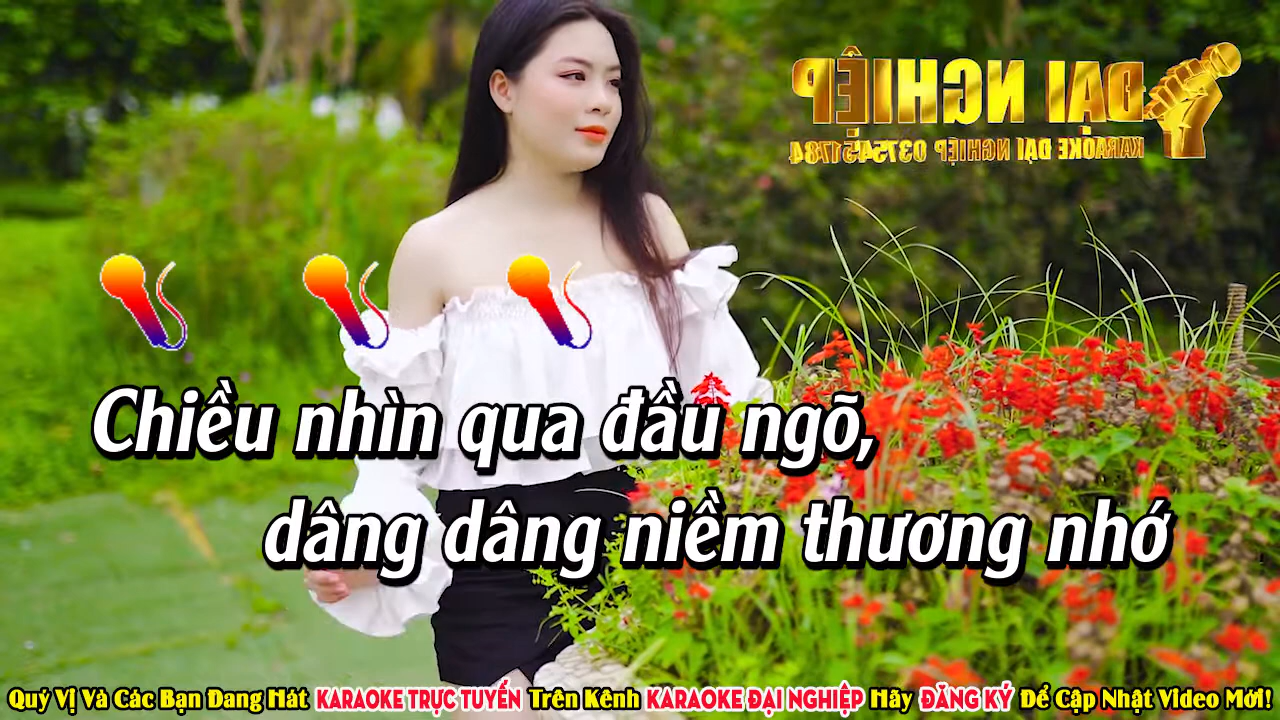 ĐẠI NGHIỆP
KARAOKE ĐẠI NGHIỆP 0375451784
Chiều nhìn qua đầu ngõ,
dâng dâng niềm thương nhớ
Quý Vị Và Các Bạn Đang Hát KARAOKE TRỰC TUYẾN Trên Kênh KARAOKE ĐẠI NGHIỆP Hãy ĐĂNG KÝ Để Cập Nhật Video Mới!